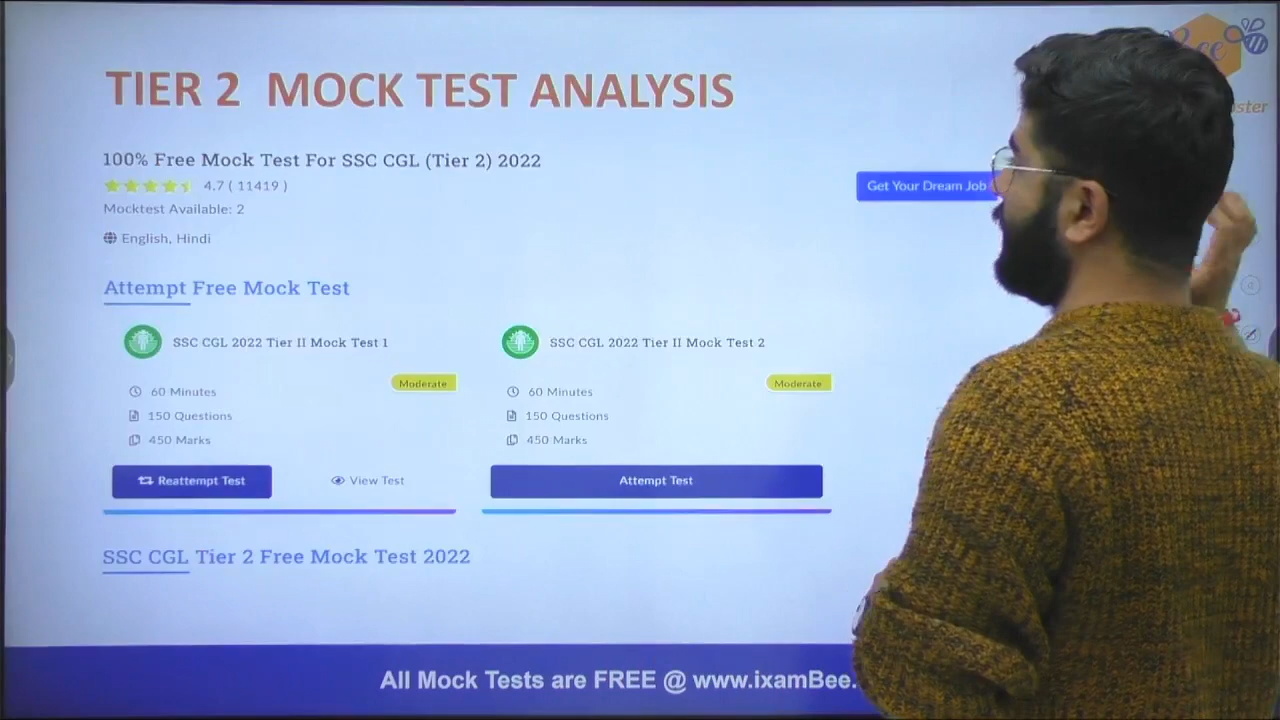 TIER 2 MOCK TEST ANALYSIS
100% Free Mock Test For SSC CGL (Tier 2) 2022
4.7 ( 11419 )
Mocktest Available: 2
English, Hindi
Get Your Dream Job
Attempt Free Mock Test
SSC CGL 2022 Tier II Mock Test 1
Moderate
60 Minutes
150 Questions
450 Marks
Reattempt Test
View Test
SSC CGL 2022 Tier II Mock Test 2
Moderate
60 Minutes
150 Questions
450 Marks
Attempt Test
SSC CGL Tier 2 Free Mock Test 2022
All Mock Tests are FREE @ www.ixamBee.